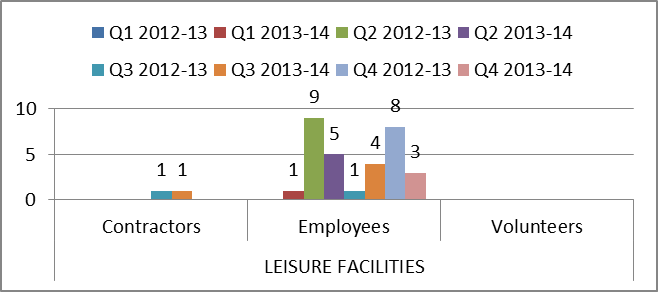 Q1 2012-13 Q1 2013-14 Q2 2012-13 Q2 2013-14
Q3 2012-13 Q3 2013-14 Q4 2012-13 Q4 2013-14
10
5
0
1 1
1 9 5 1 4 8 3
Contractors Employees Volunteers
LEISURE FACILITIES